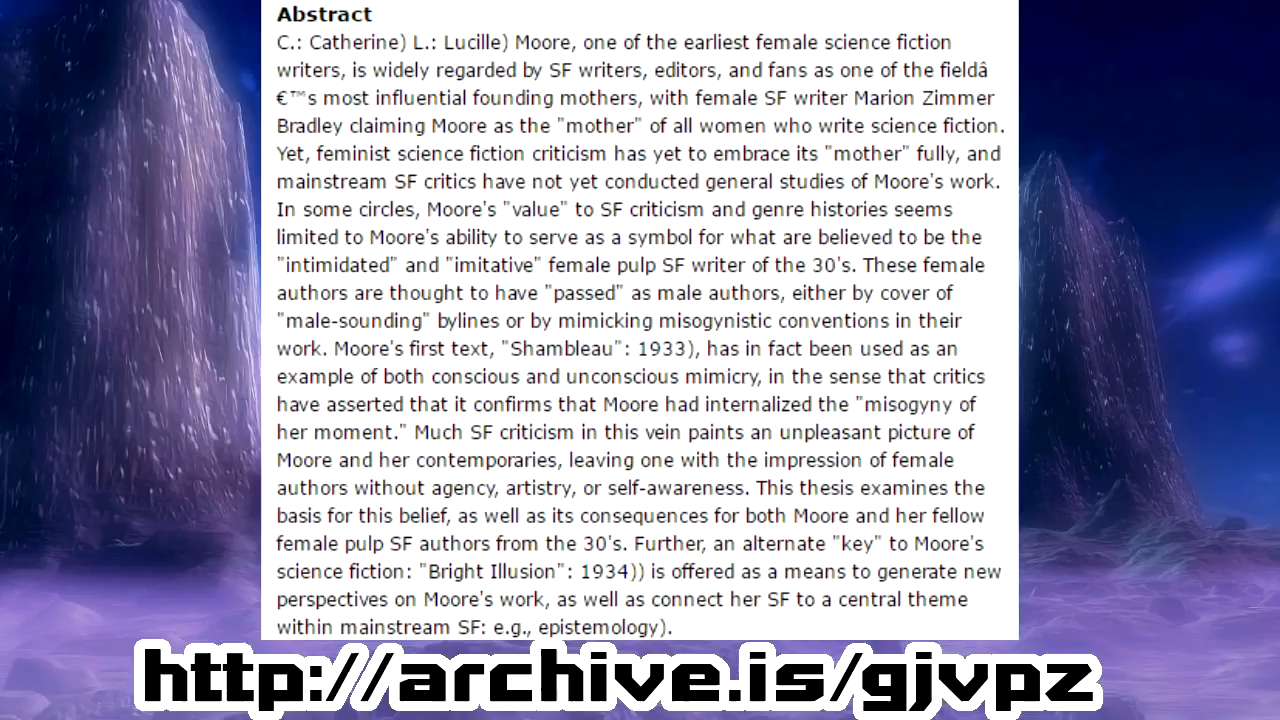 Abstract
C.: Catherine) L.: Lucille) Moore, one of the earliest female science fiction
writers, is widely regarded by SF writers, editors, and fans as one of the fieldâ
€™s most influential founding mothers, with female SF writer Marion Zimmer
Bradley claiming Moore as the "mother" of all women who write science fiction.
Yet, feminist science fiction criticism has yet to embrace its "mother" fully, and
mainstream SF critics have not yet conducted general studies of Moore's work.
In some circles, Moore's "value" to SF criticism and genre histories seems
limited to Moore's ability to serve as a symbol for what are believed to be the
"intimidated" and "imitative" female pulp SF writer of the 30's. These female
authors are thought to have "passed" as male authors, either by cover of
"male-sounding" bylines or by mimicking misogynistic conventions in their
work. Moore's first text, "Shambleau": 1933), has in fact been used as an
example of both conscious and unconscious mimicry, in the sense that critics
have asserted that it confirms that Moore had internalized the "misogyny of
her moment." Much SF criticism in this vein paints an unpleasant picture of
Moore and her contemporaries, leaving one with the impression of female
authors without agency, artistry, or self-awareness. This thesis examines the
basis for this belief, as well as its consequences for both Moore and her fellow
female pulp SF authors from the 30's. Further, an alternate "key" to Moore's
science fiction: "Bright Illusion": 1934)) is offered as a means to generate new
perspectives on Moore's work, as well as connect her SF to a central theme
within mainstream SF: e.g., epistemology).
http://archive.is/gjvpz